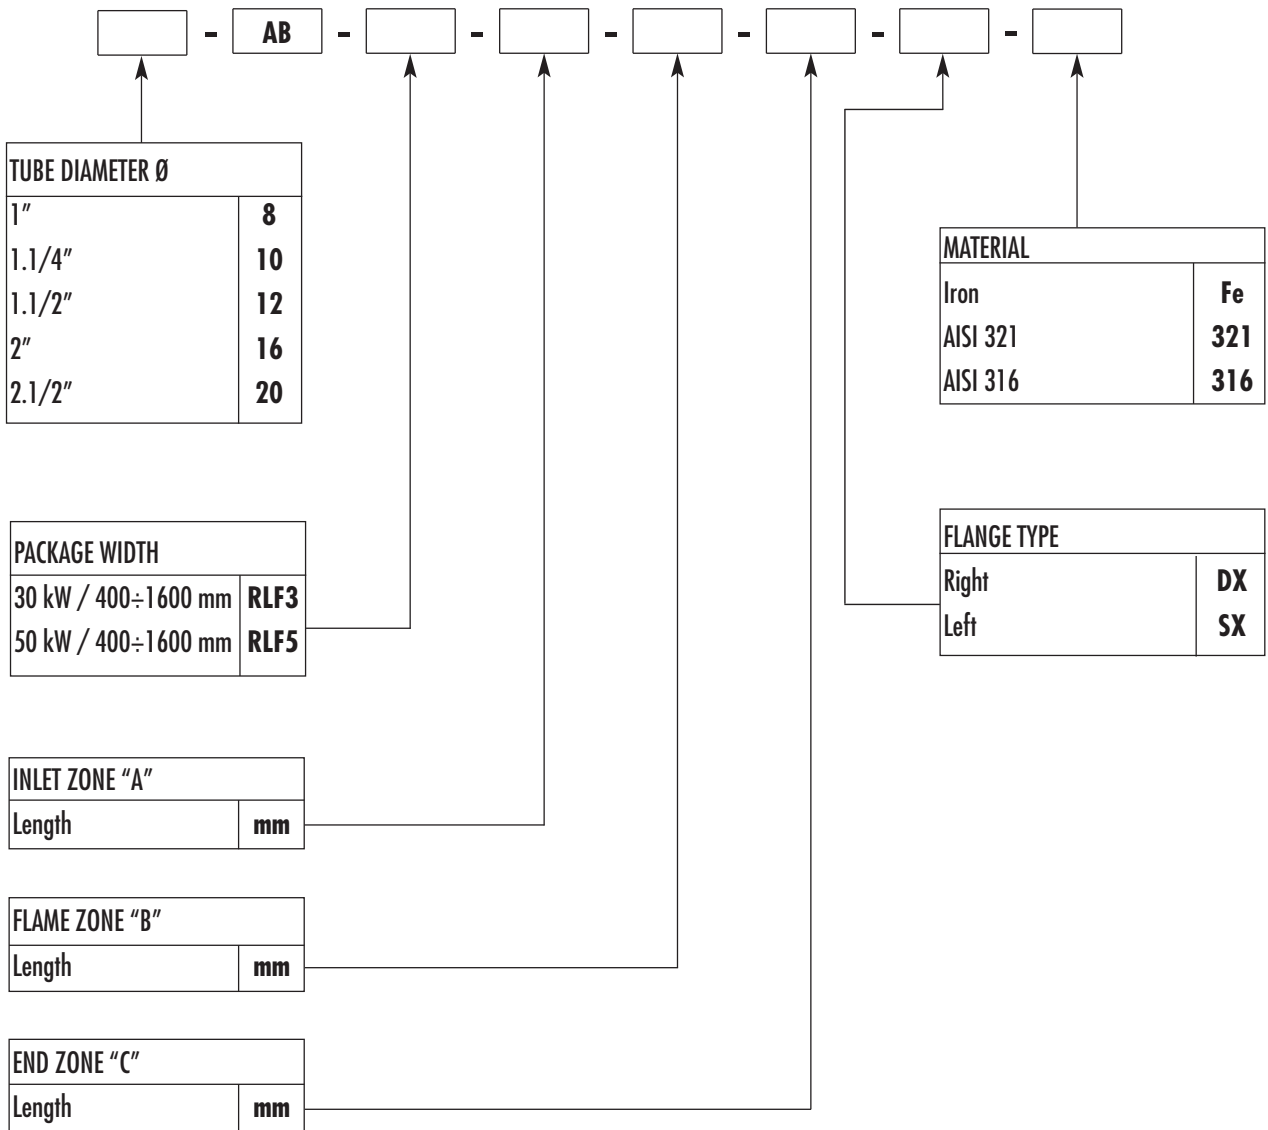 - AB - - - - - -
TUBE DIAMETER Ø
1” 8
1.1/4” 10
1.1/2” 12
2” 16
2.1/2” 20
MATERIAL
Iron Fe
AISI 321 321
AISI 316 316
PACKAGE WIDTH
30 kW / 400÷1600 mm RLF3
50 kW / 400÷1600 mm RLF5
FLANGE TYPE
Right DX
Left SX
INLET ZONE “A”
Length mm
FLAME ZONE “B”
Length mm
END ZONE “C”
Length mm